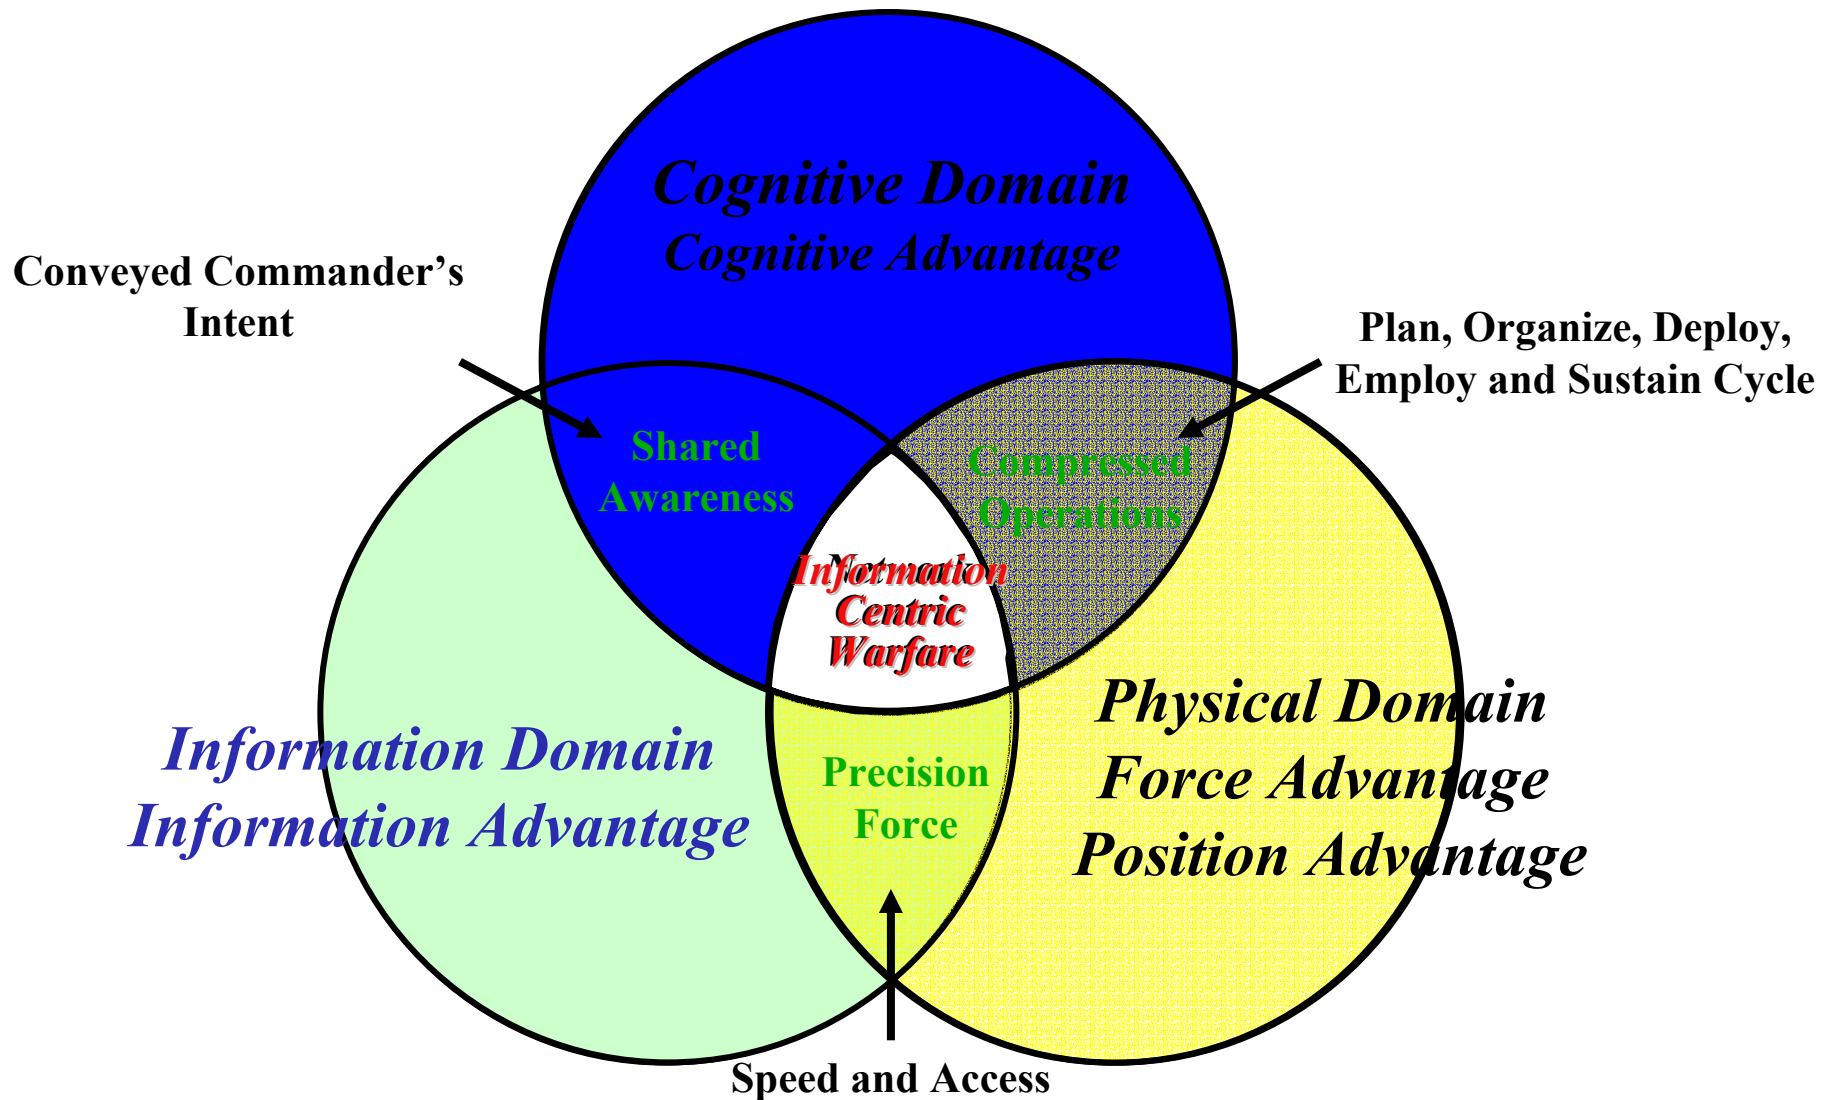 Cognitive Domain
Cognitive Advantage
Conveyed Commander's
Intent
Plan, Organize, Deploy,
Employ and Sustain Cycle
Shared
Awareness
Compressed
Operations
Information
Centric
Warfare
Information Domain
Information Advantage
Physical Domain
Force Advantage
Position Advantage
Precision
Force
Speed and Access